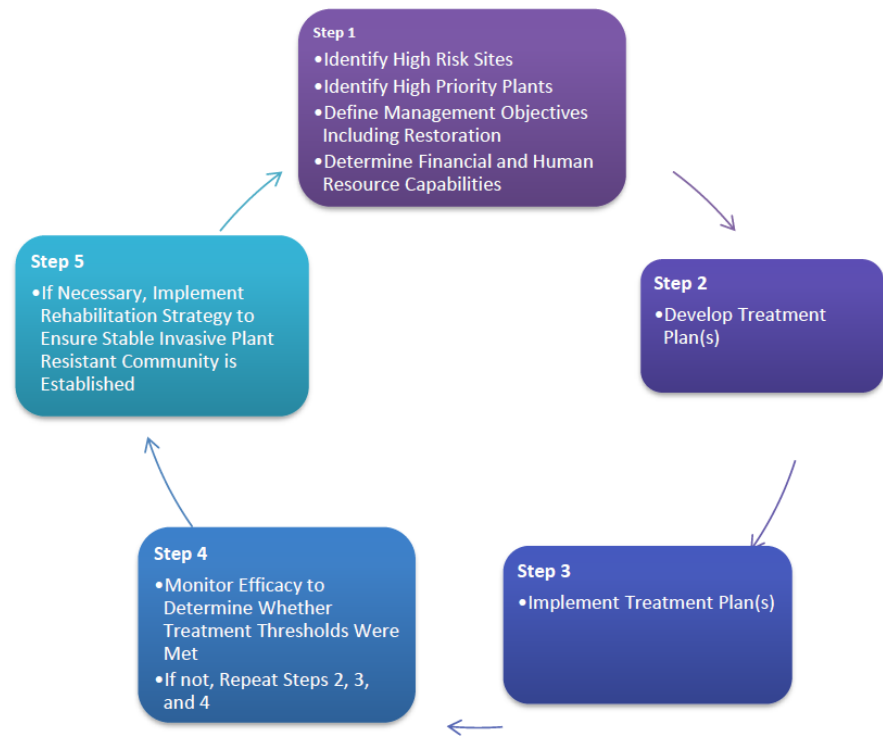 Step 1
•Identify High Risk Sites
•Identify High Priority Plants
•Define Management Objectives
Including Restoration
•Determine Financial and Human
Resource Capabilities
Step 2
•Develop Treatment
Plan(s)
Step 3
•Implement Treatment Plan(s)
Step 4
•Monitor Efficacy to
Determine Whether
Treatment Thresholds Were
Met
•If not, Repeat Steps 2, 3,
and 4
Step 5
•If Necessary, Implement
Rehabilitation Strategy to
Ensure Stable Invasive Plant
Resistant Community is
Established